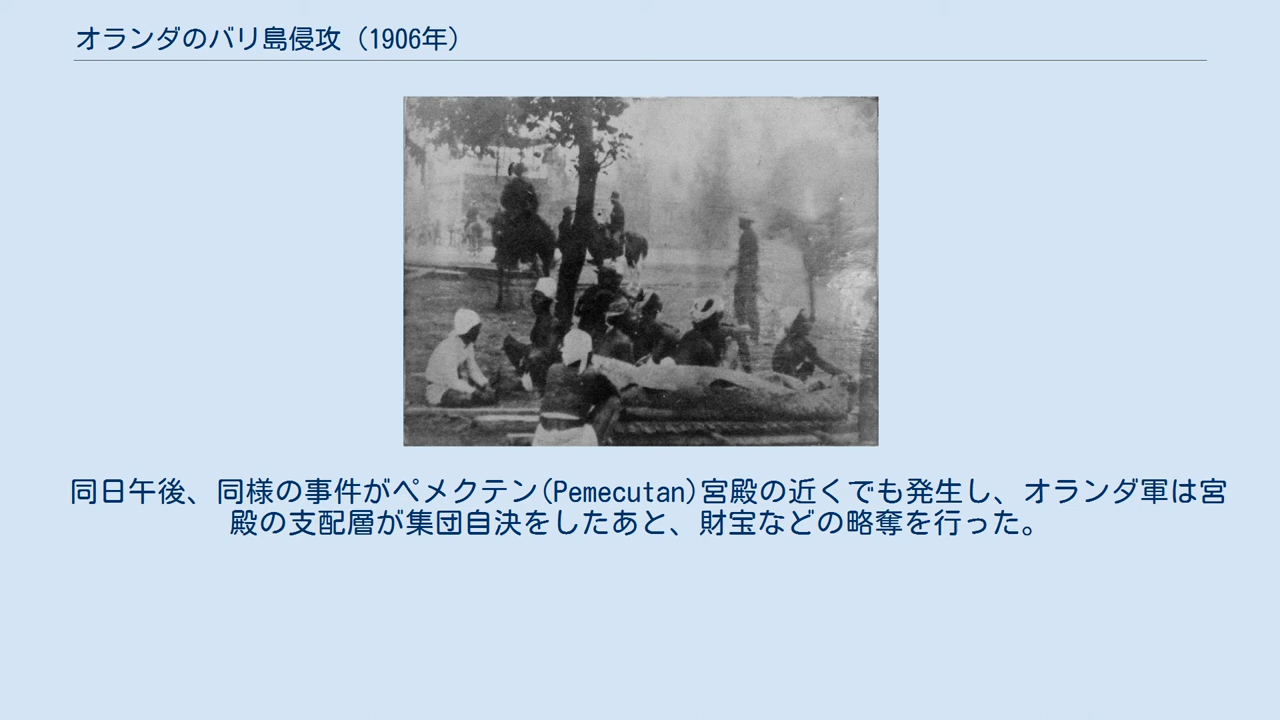 オランダのバリ島侵攻（1906年）
同日午後、同様の事件がペメクテン(Pemecutan)宮殿の近くでも発生し、オランダ軍は宮
殿の支配層が集団自決をしたあと、財宝などの略奪を行った。